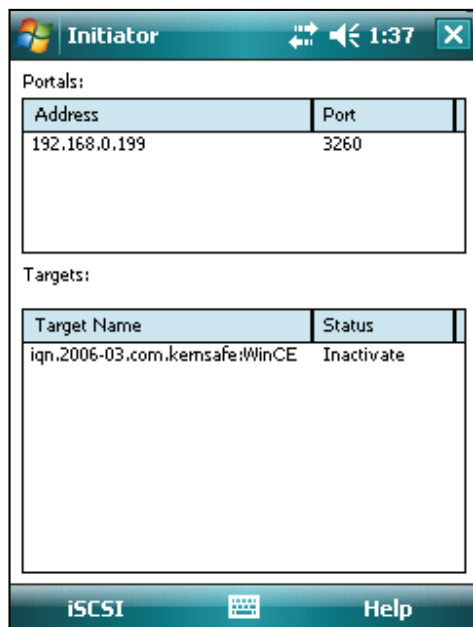 Initiator 1:37
Portals:
Address Port
192.168.0.199 3260
Targets:
Target Name Status
iqn.2006-03.com.kernsafe:WinCE Inactivate
iSCSI Help